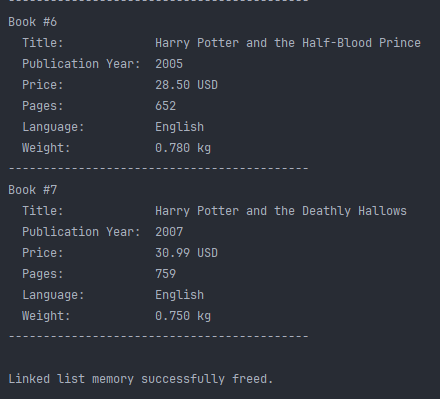 -------------------------------------------
Book #6
  Title:             Harry Potter and the Half-Blood Prince
  Publication Year:  2005
  Price:             28.50 USD
  Pages:             652
  Language:          English
  Weight:            0.780 kg
-------------------------------------------
Book #7
  Title:             Harry Potter and the Deathly Hallows
  Publication Year:  2007
  Price:             30.99 USD
  Pages:             759
  Language:          English
  Weight:            0.750 kg
-------------------------------------------
Linked list memory successfully freed.